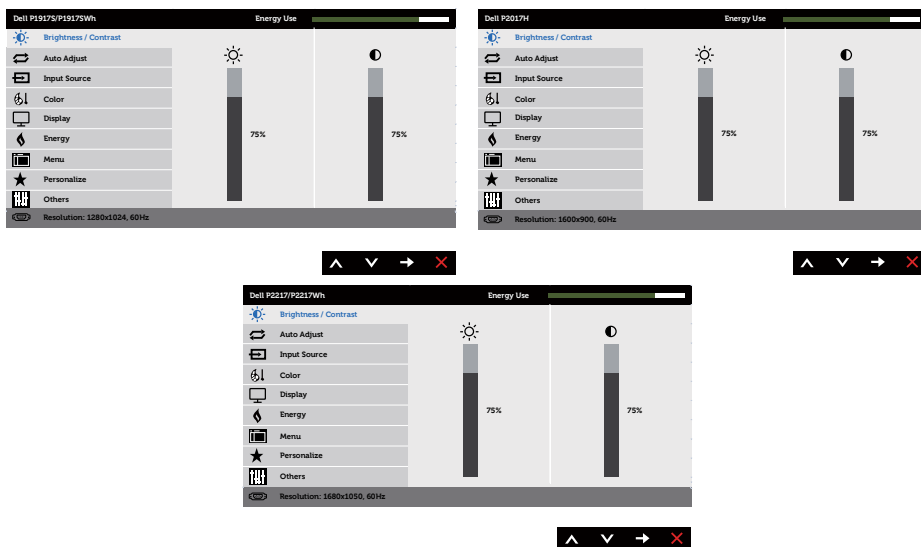 Dell P1917S/P1917SWh Energy Use
Brightness / Contrast
Auto Adjust
Input Source
Color
Display
Energy
Menu
Personalize
Others
75% 75%
Resolution: 1280x1024, 60Hz
Dell P2017H Energy Use
Brightness / Contrast
Auto Adjust
Input Source
Color
Display
Energy
Menu
Personalize
Others
75% 75%
Resolution: 1600x900, 60Hz
Dell P2217/P2217Wh Energy Use
Brightness / Contrast
Auto Adjust
Input Source
Color
Display
Energy
Menu
Personalize
Others
75% 75%
Resolution: 1680x1050, 60Hz